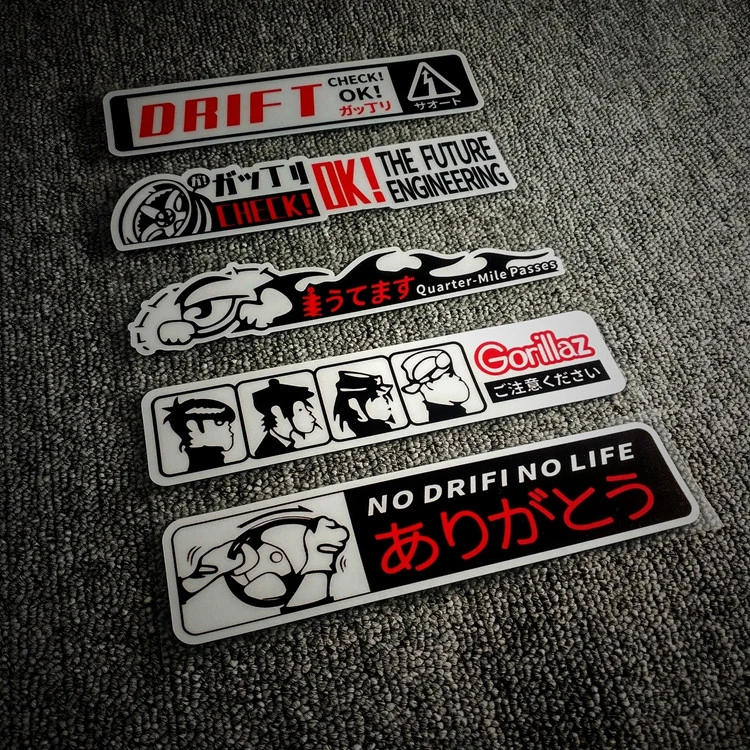 DRIFT
CHECK!
OK!
ガッTリ
サオート
ガッTリ
CHECK!
OK!
THE FUTURE
ENGINEERING
うてます
Quarter-Mile Passes
Gorillaz
ご注意ください
NO DRIFI NO LIFE
ありがとう